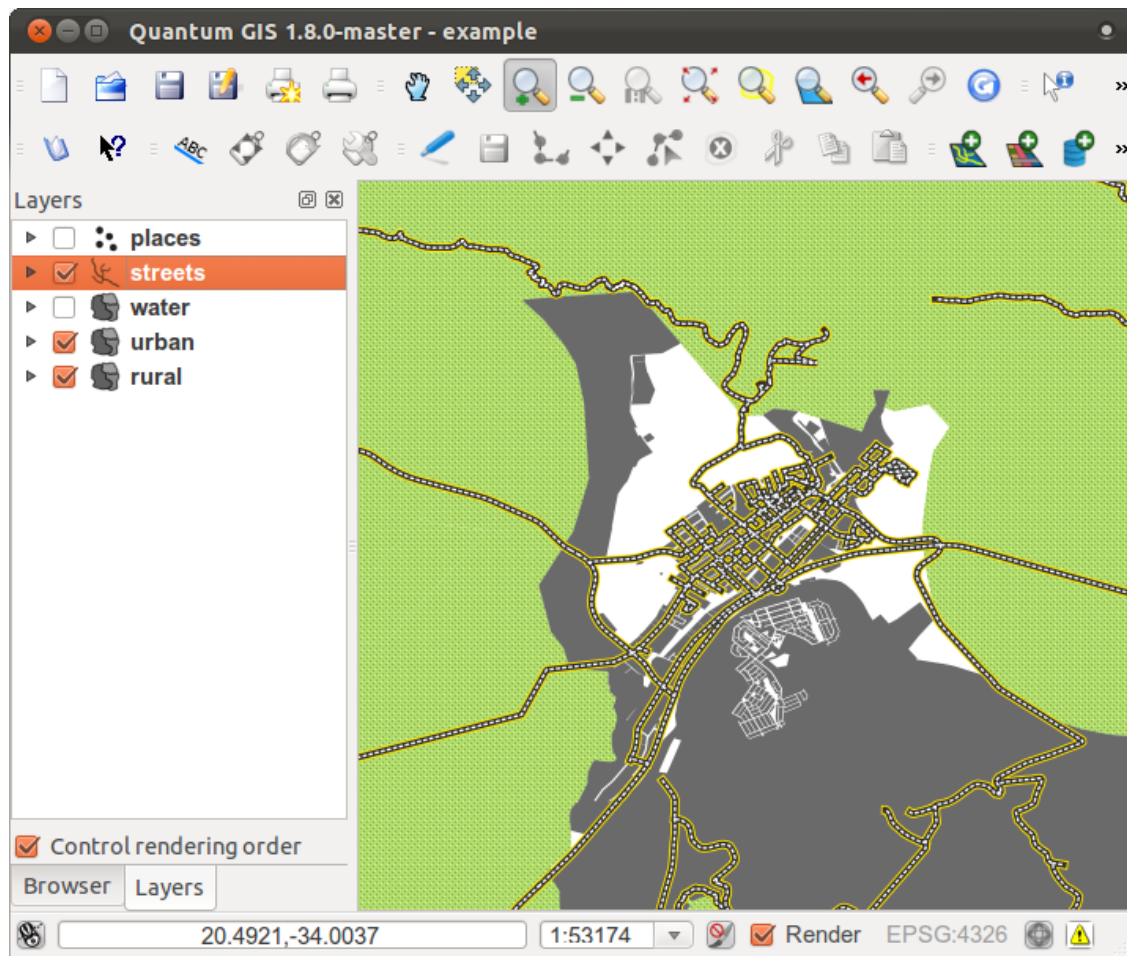 Quantum GIS 1.8.0-master - example
ABC
Layers
places
streets
water
urban
rural
Control rendering order
Browser
Layers
20.4921,-34.0037
1:53174
Render
EPSG:4326